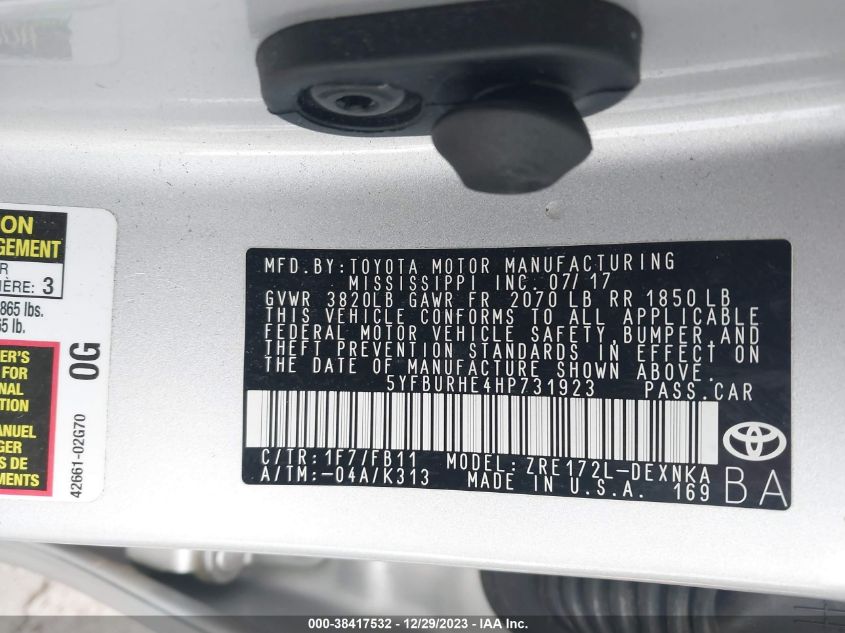 ON
GEMENT
R
IÈRE: 3
865 lbs.
5 lb.
ER'S
FOR
NAL
TION
ANUEL
GER
S DE
MENTS
0G
42661-02G70
MFD.BY:TOYOTA MOTOR MANUFACTURING
MISSISSIPPI INC. 07/17
GVWR 3820LB GAWR FR 2070 LB RR 1850 LB
THIS VEHICLE CONFORMS TO ALL APPLICABLE
FEDERAL MOTOR VEHICLE SAFETY,BUMPER,AND
THEFT PREVENTION STANDARDS IN EFFECT ON
THE DATE OF MANUFACTURE SHOWN ABOVE.
5YFBURHE4HP731923 PASS.CAR
C/TR:1F7/FB11 MODEL:ZRE172L-DEXNKA
A/TM:-04A/K313 MADE IN U.S.A. 169
BA
000-38417532 - 12/29/2023 - IAA Inc.